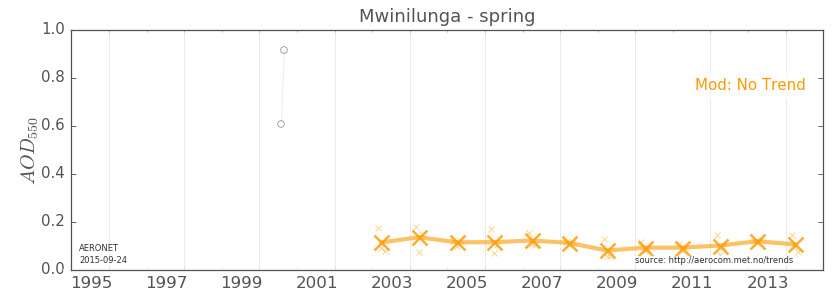 Mwinilunga - spring
1.0
0.8
0.6
0.4
0.2
0.0
AOD550
Mod: No Trend
AERONET
2015-09-24
source: http://aerocom.met.no/trends
1995 1997 1999 2001 2003 2005 2007 2009 2011 2013